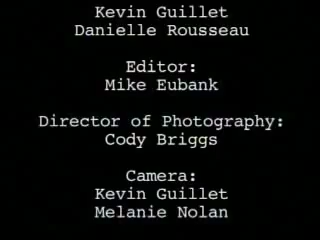 Kevin Guillet
Danielle Rousseau
Editor:
Mike Eubank
Director of Photography:
Cody Briggs
Camera:
Kevin Guillet
Melanie Nolan